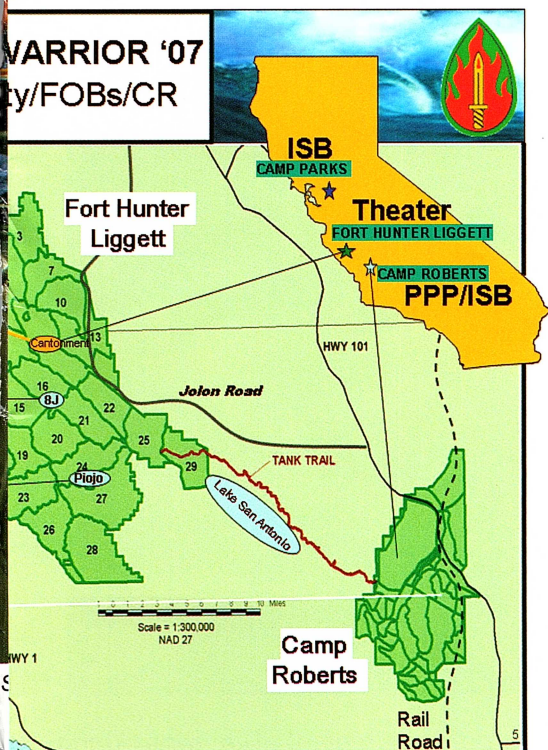 WARRIOR '07
ty/FOBs/CR
ISB
CAMP PARKS
Theater
FORT HUNTER LIGGETT
CAMP ROBERTS
PPP/ISB
Fort Hunter
Liggett
3
7
10
13
Cantonment
HWY 101
16
8J
15
22
Jolon Road
21
20
25
19
24
29
TANK TRAIL
Piojo
23
27
Lake San Antonio
26
28
10 Miles
Scale = 1:300,000
NAD 27
Camp
Roberts
HWY 1
Rail
Road
5